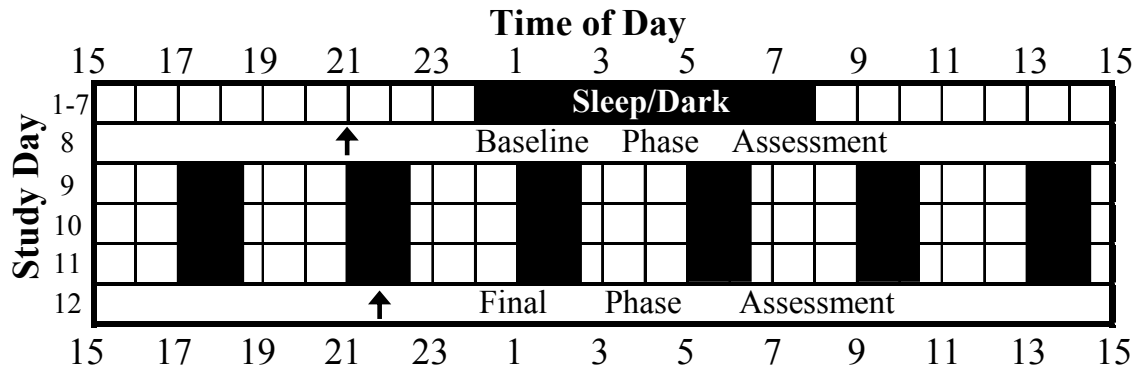 Time of Day
15 17 19 21 23 1 3 5 7 9 11 13 15
Study Day
1-7 Sleep/Dark
8 Baseline Phase Assessment
9
10
11
12 Final Phase Assessment
15 17 19 21 23 1 3 5 7 9 11 13 15